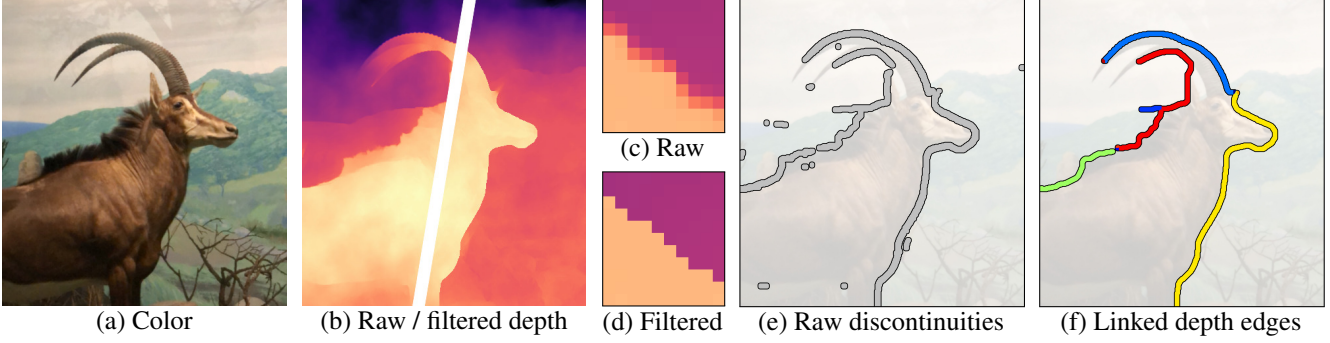 (c) Raw
(a) Color
(b) Raw / filtered depth
(d) Filtered
(e) Raw discontinuities
(f) Linked depth edges